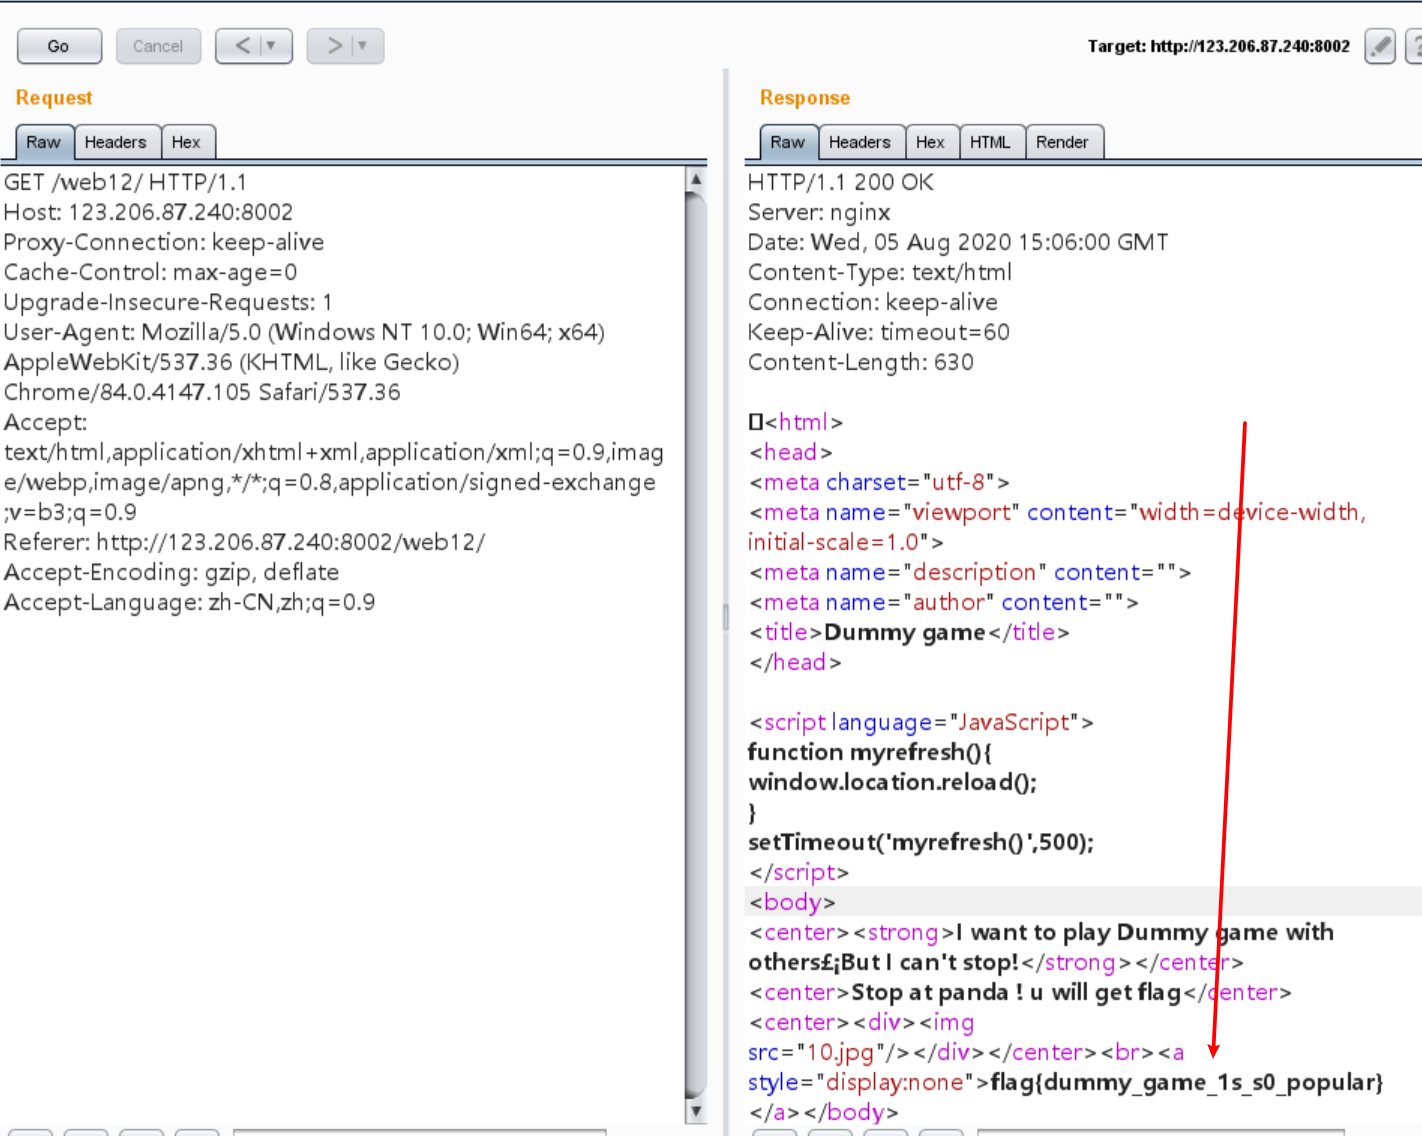 Go
Cancel
<
>
Target: http://123.206.87.240:8002
?
Request
Response
Raw
Headers
Hex
Raw
Headers
Hex
HTML
Render
GET /web12/ HTTP/1.1
Host: 123.206.87.240:8002
Proxy-Connection: keep-alive
Cache-Control: max-age=0
Upgrade-Insecure-Requests: 1
User-Agent: Mozilla/5.0 (Windows NT 10.0; Win64; x64)
AppleWebKit/537.36 (KHTML, like Gecko)
Chrome/84.0.4147.105 Safari/537.36
Accept:
text/html,application/xhtml+xml,application/xml;q=0.9,imag
e/webp,image/apng,*/*;q=0.8,application/signed-exchange
;v=b3;q=0.9
Referer: http://123.206.87.240:8002/web12/
Accept-Encoding: gzip, deflate
Accept-Language: zh-CN,zh;q=0.9
HTTP/1.1 200 OK
Server: nginx
Date: Wed, 05 Aug 2020 15:06:00 GMT
Content-Type: text/html
Connection: keep-alive
Keep-Alive: timeout=60
Content-Length: 630
<html>
<head>
<meta charset="utf-8">
<meta name="viewport" content="width=device-width,
initial-scale=1.0">
<meta name="description" content="">
<meta name="author" content="">
<title>Dummy game</title>
</head>
<script language="JavaScript">
function myrefresh(){
window.location.reload();
}
setTimeout('myrefresh()',500);
</script>
<body>
<center><strong>I want to play Dummy game with
others£¡But I can't stop!</strong></center>
<center>Stop at panda ! u will get flag</center>
<center><div><img
src="10.jpg"/></div></center><br><a
style="display:none">flag{dummy_game_1s_s0_popular}
</a></body>